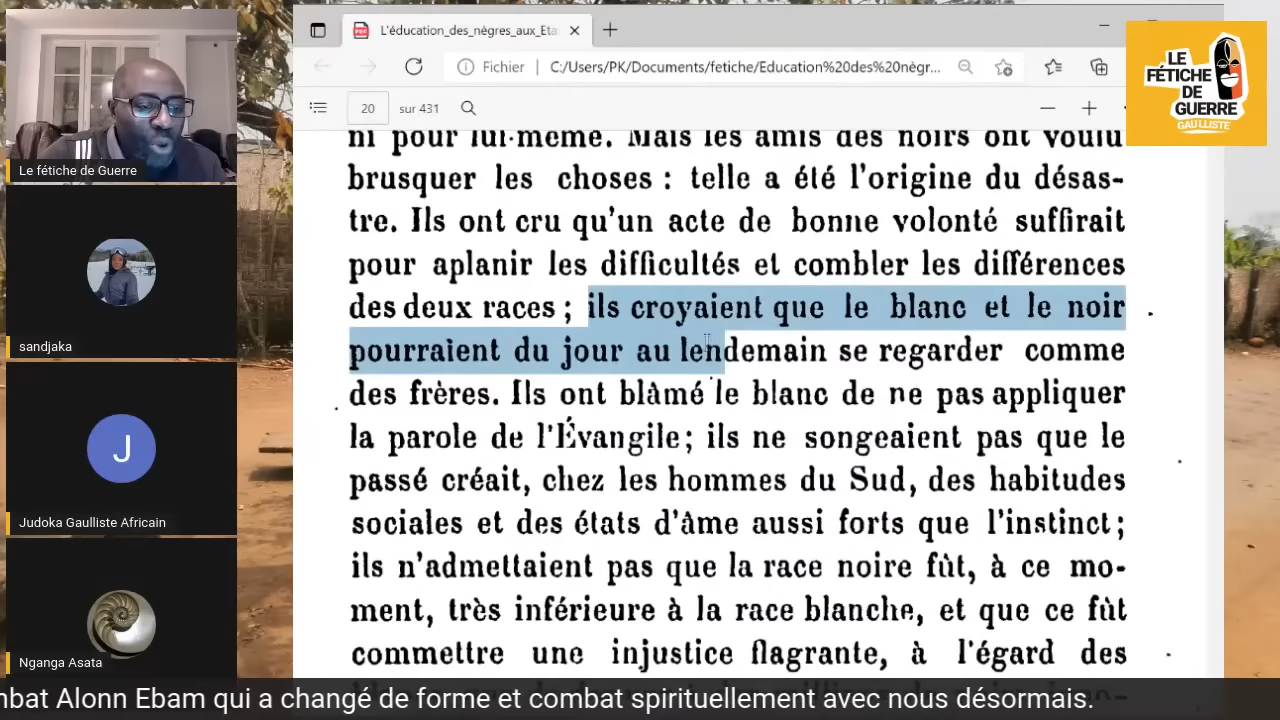 L'éducation_des_nègres_aux_Eta
Fichier
C:/Users/PK/Documents/fetiche/Education%20des%20nègr...
20
sur 431
LE
FÉTICHE
DE
GUERRE
GAULLISTE
Le fétiche de Guerre
sandjaka
J
Judoka Gaulliste Africain
Nganga Asata
ni pour lui-même. Mais les amis des noirs ont voulu
brusquer les choses : telle a été l'origine du désas-
tre. Ils ont cru qu'un acte de bonne volonté suffirait
pour aplanir les difficultés et combler les différences
des deux races ; ils croyaient que le blanc et le noir
pourraient du jour au lendemain se regarder comme
des frères. Ils ont blâmé le blanc de ne pas appliquer
la parole de l'Évangile; ils ne songeaient pas que le
passé créait, chez les hommes du Sud, des habitudes
sociales et des états d'âme aussi forts que l'instinct;
ils n'admettaient pas que la race noire fût, à ce mo-
ment, très inférieure à la race blanche, et que ce fût
commettre une injustice flagrante, à l'égard des
mbat Alonn Ebam qui a changé de forme et combat spirituellement avec nous désormais.